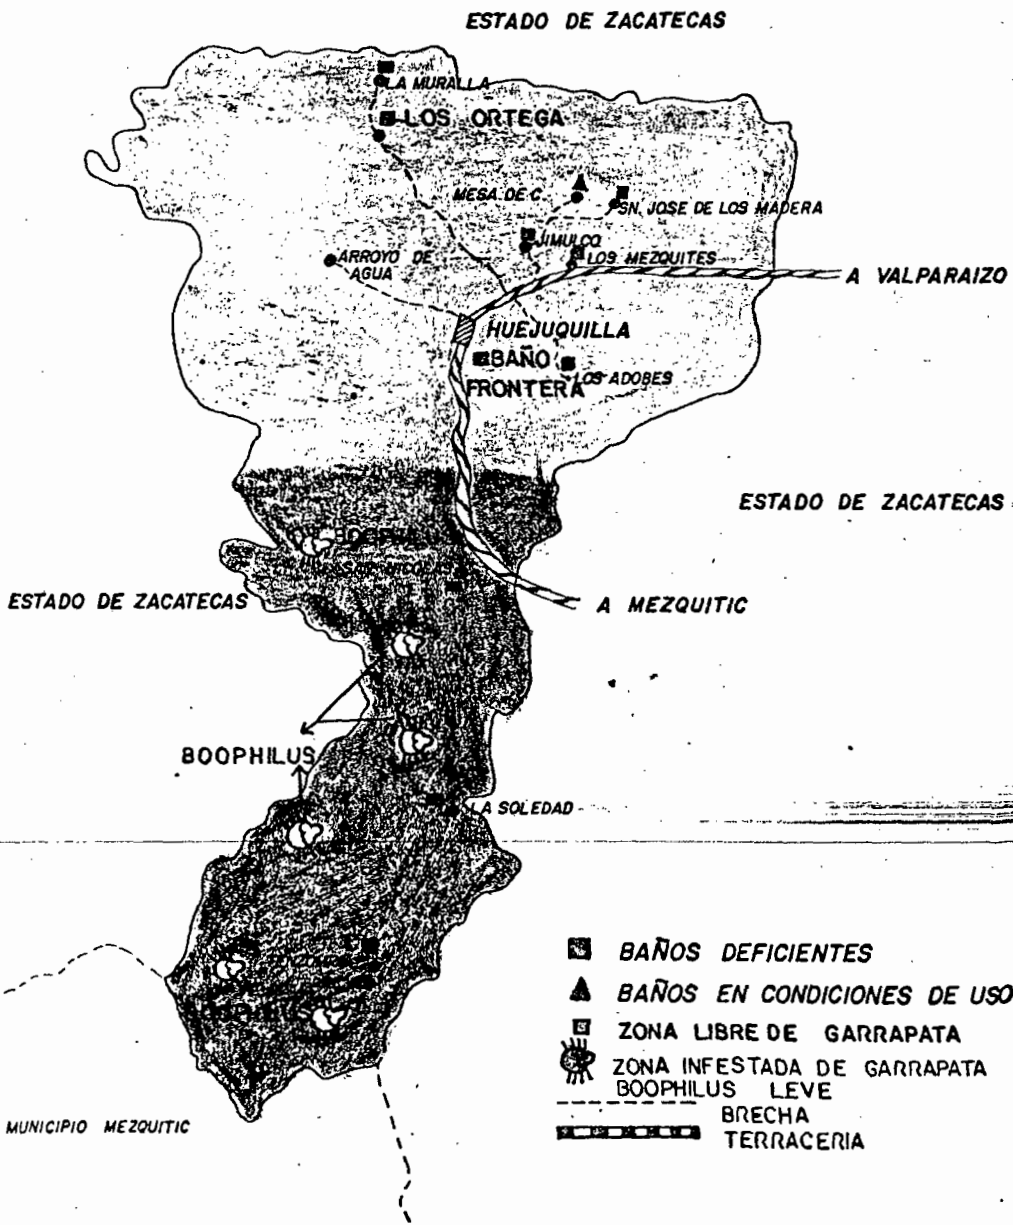 ESTADO DE ZACATECAS
LA MURALLA
LOS ORTEGA
MESA DE C.
SN. JOSE DE LOS MADERA
JIMULCO
LOS MEZQUITES
ARROYO DE
AGUA
A VALPARAIZO
HUEJUQUILLA
BAÑO
FRONTERA
LOS ADOBES
ESTADO DE ZACATECAS
BOOPHILUS
NICOLAS
ESTADO DE ZACATECAS
A MEZQUITIC
BOOPHILUS
LA SOLEDAD
BAÑOS DEFICIENTES
BAÑOS EN CONDICIONES DE USO
ZONA LIBRE DE GARRAPATA
ZONA INFESTADA DE GARRAPATA
BOOPHILUS LEVE
BRECHA
TERRACERIA
MUNICIPIO MEZQUITIC